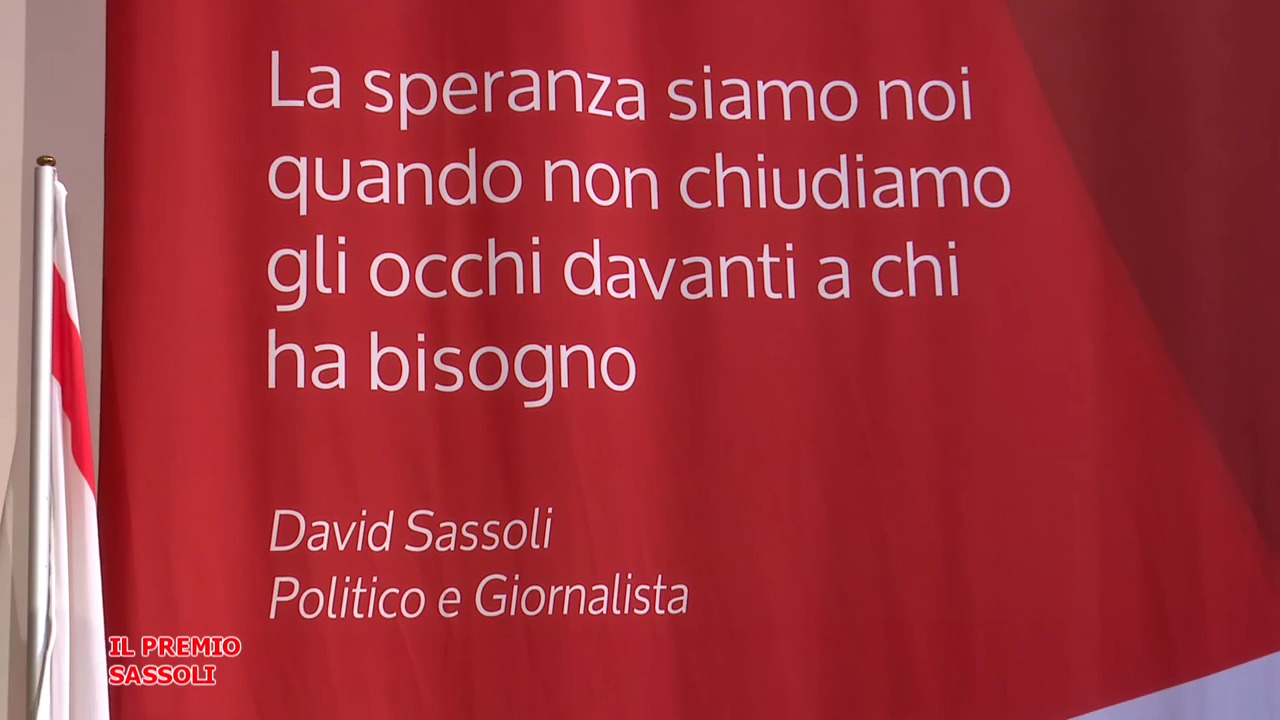 La speranza siamo noi
quando non chiudiamo
gli occhi davanti a chi
ha bisogno
David Sassoli
Politico e Giornalista
IL PREMIO
SASSOLI